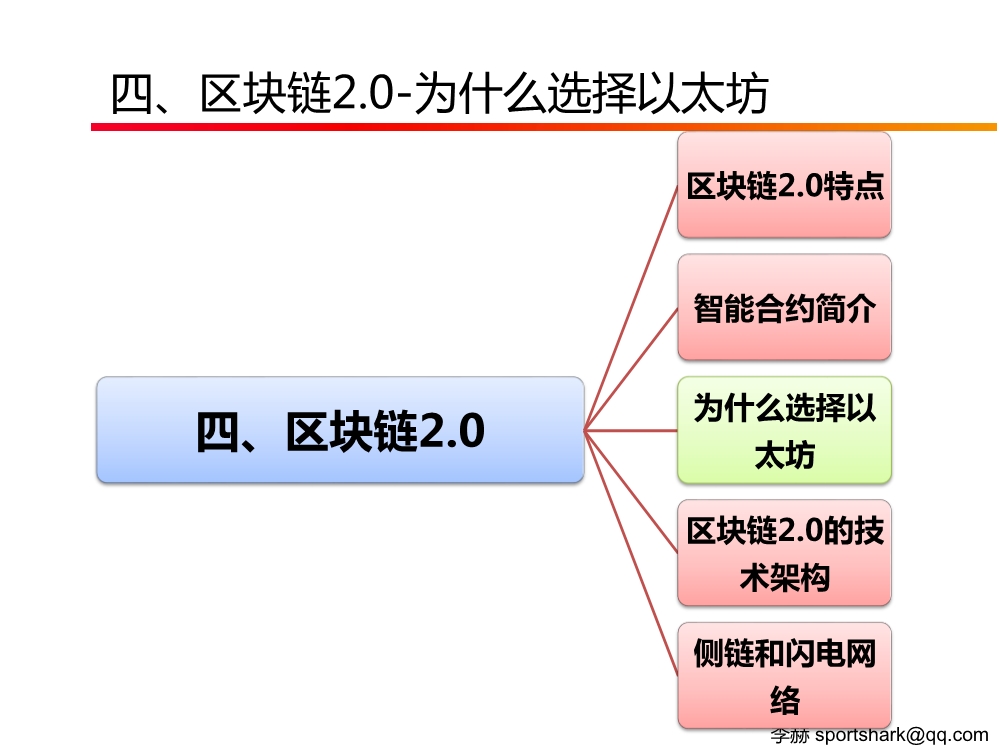 四、区块链2.0-为什么选择以太坊
区块链2.0特点
智能合约简介
四、区块链2.0
为什么选择以
太坊
区块链2.0的技
术架构
侧链和闪电网
络
李赫 sportshark@qq.com